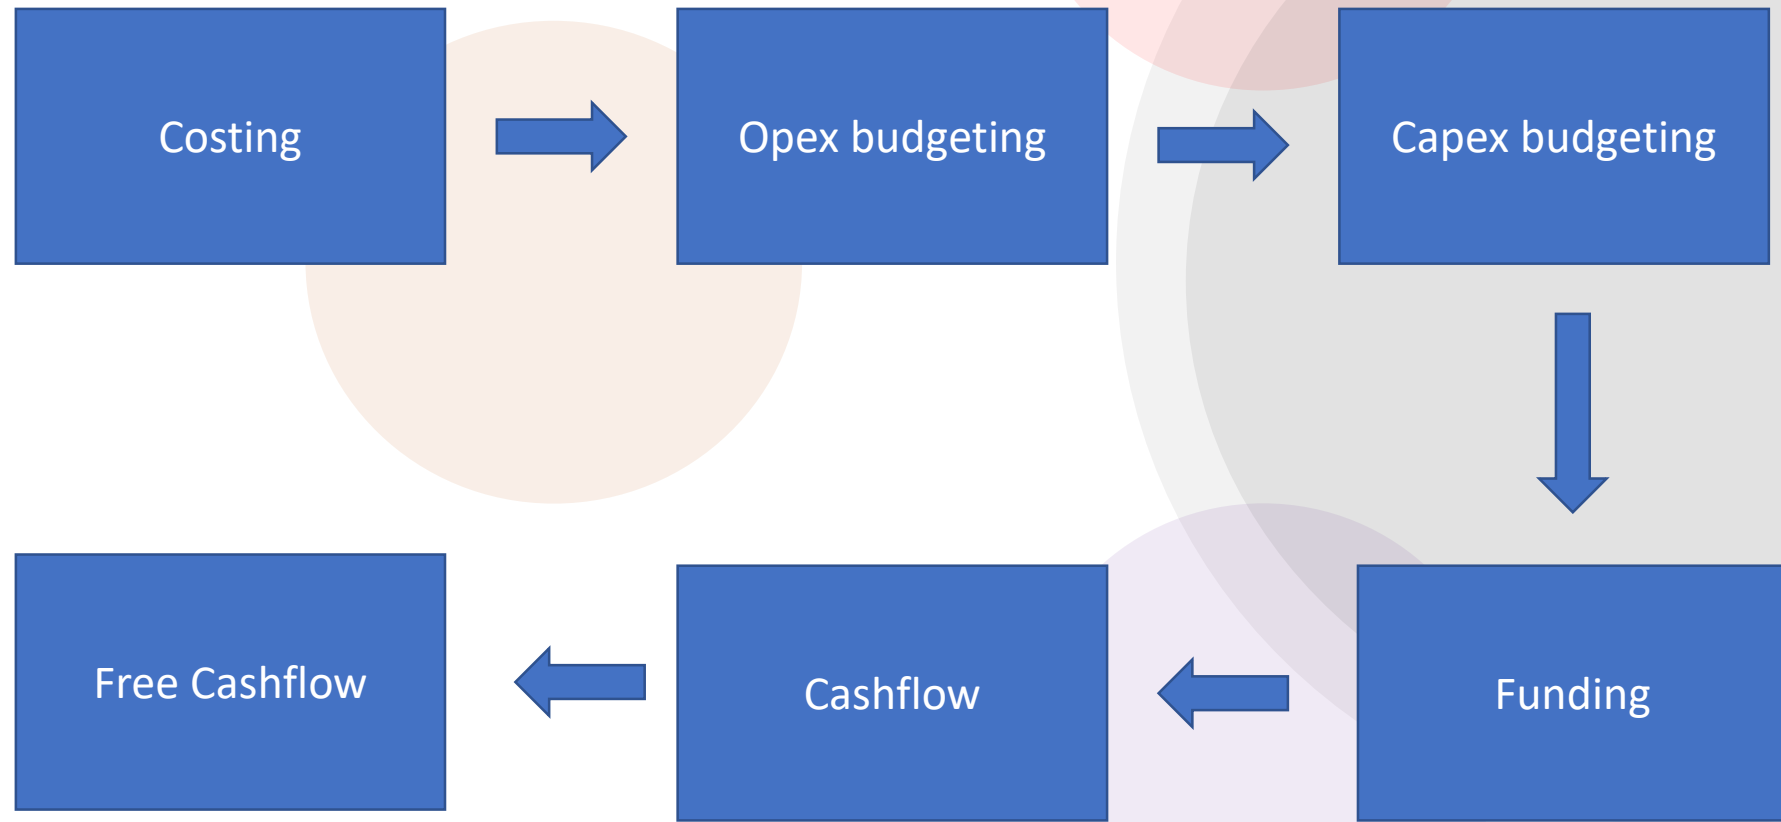 Costing
Opex budgeting
Capex budgeting
Free Cashflow
Cashflow
Funding